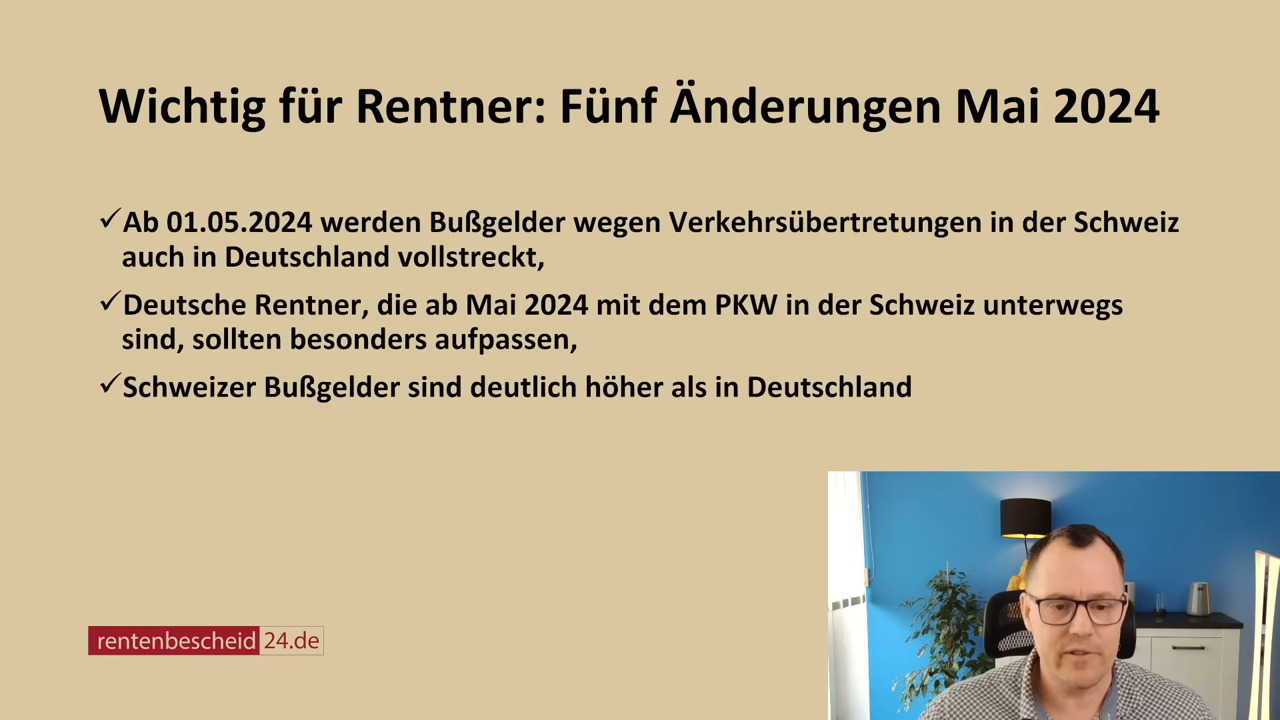 Wichtig für Rentner: Fünf Änderungen Mai 2024
✓Ab 01.05.2024 werden Bußgelder wegen Verkehrsübertretungen in der Schweiz
auch in Deutschland vollstreckt,
✓Deutsche Rentner, die ab Mai 2024 mit dem PKW in der Schweiz unterwegs
sind, sollten besonders aufpassen,
✓Schweizer Bußgelder sind deutlich höher als in Deutschland
rentenbescheid 24.de